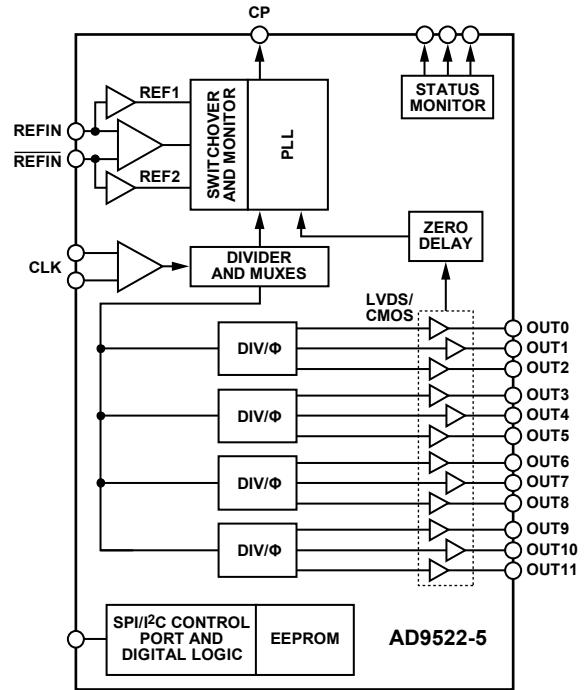 CP
REF1
REFIN
REFIN
REF2
SWITCHOVER
AND MONITOR
PLL
STATUS
MONITOR
CLK
DIVIDER
AND MUXES
ZERO
DELAY
LVDS/
CMOS
DIV/Φ
OUT0
OUT1
OUT2
DIV/Φ
OUT3
OUT4
OUT5
DIV/Φ
OUT6
OUT7
OUT8
DIV/Φ
OUT9
OUT10
OUT11
SPI/I²C CONTROL
PORT AND
DIGITAL LOGIC
EEPROM
AD9522-5